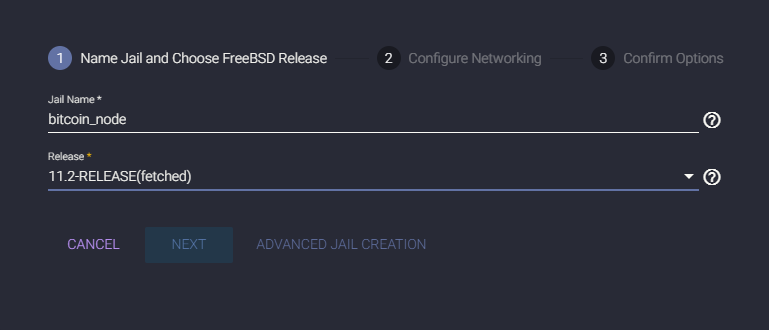 1 Name Jail and Choose FreeBSD Release 2 Configure Networking 3 Confirm Options
Jail Name *
bitcoin_node ?
Release *
11.2-RELEASE(fetched) ?
CANCEL NEXT ADVANCED JAIL CREATION